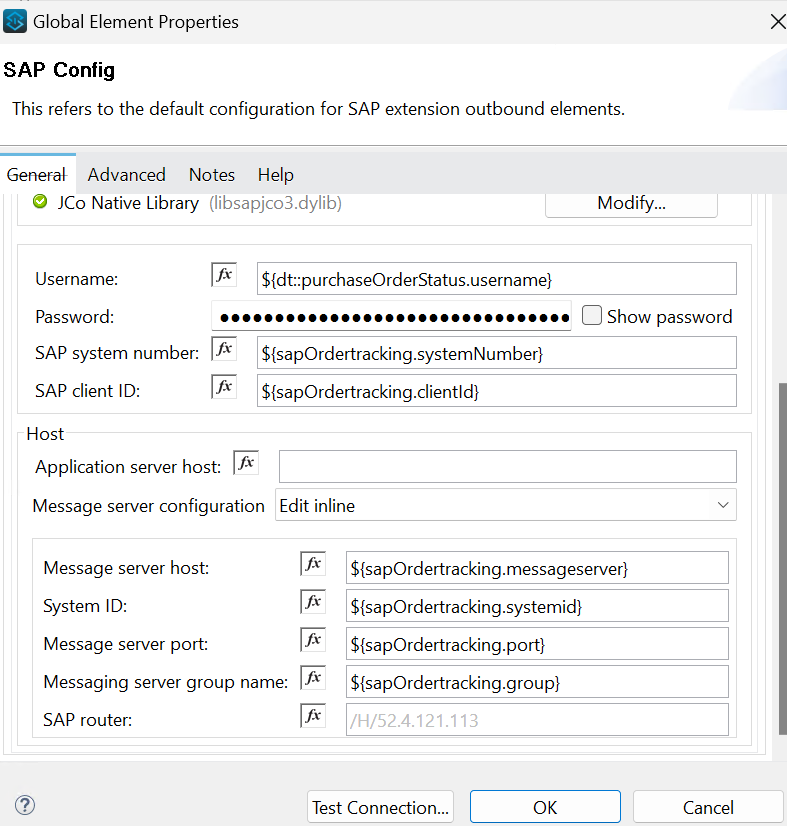 Global Element Properties
SAP Config
This refers to the default configuration for SAP extension outbound elements.
General Advanced Notes Help
JCo Native Library (libsapjco3.dylib) Modify...
Username: fx ${dt::purchaseOrderStatus.username}
Password: ●●●●●●●●●●●●●●●●●●●●●●●●●●●●●●●● Show password
SAP system number: fx ${sapOrdertracking.systemNumber}
SAP client ID: fx ${sapOrdertracking.clientId}
Host
Application server host: fx
Message server configuration Edit inline
Message server host: fx ${sapOrdertracking.messageserver}
System ID: fx ${sapOrdertracking.systemid}
Message server port: fx ${sapOrdertracking.port}
Messaging server group name: fx ${sapOrdertracking.group}
SAP router: fx /H/52.4.121.113
? Test Connection... OK Cancel